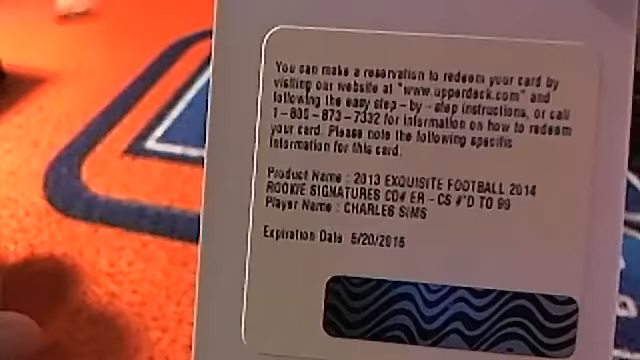 You can make a reservation to redeem your card by
visiting our website at "www.upperdeck.com" and
following the easy step - by - step instructions, or call
1 - 800 - 873 - 7332 for information on how to redeem
your card. Please note the following specific
information for this card.
Product Name : 2013 EXQUISITE FOOTBALL 2014
ROOKIE SIGNATURES CD# ER - CS #'D TO 99
Player Name : CHARLES SIMS
Expiration Date 5/20/2016